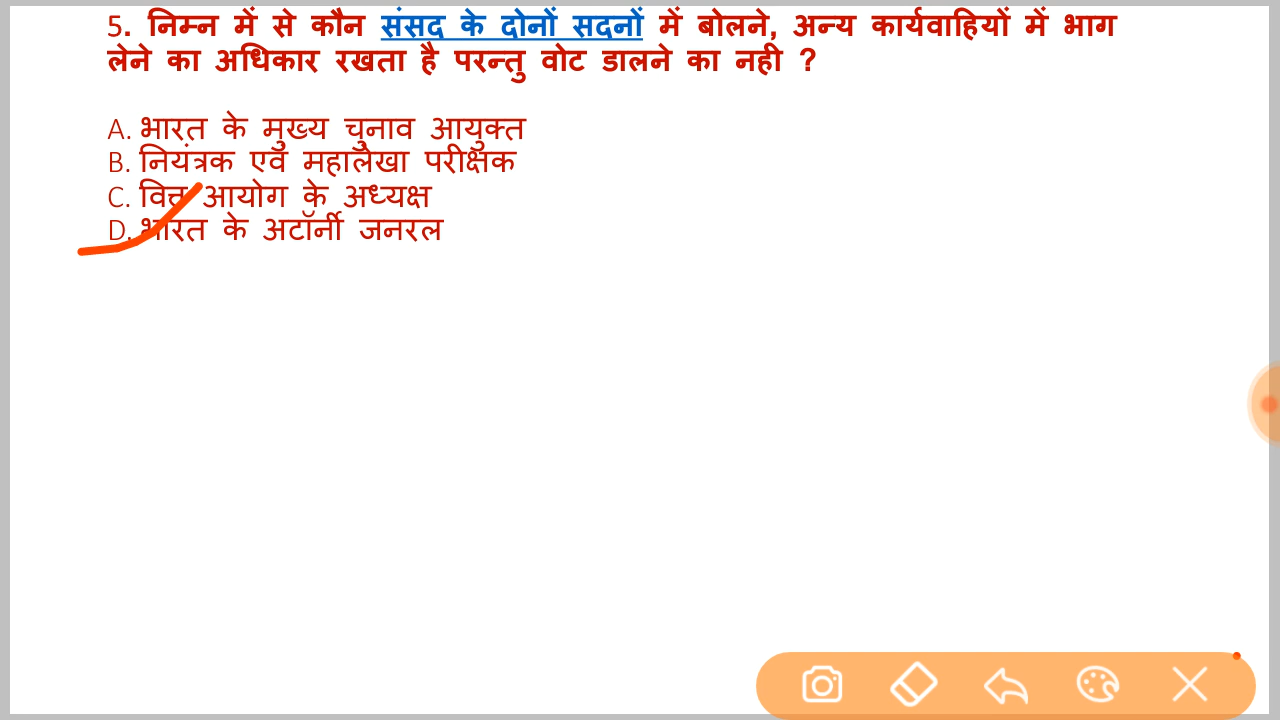 5. निम्न में से कौन संसद के दोनों सदनों में बोलने, अन्य कार्यवाहियों में भाग
लेने का अधिकार रखता है परन्तु वोट डालने का नही ?
A. भारत के मुख्य चुनाव आयुक्त
B. नियंत्रक एवं महालेखा परीक्षक
C. वित्त आयोग के अध्यक्ष
D. भारत के अटॉर्नी जनरल